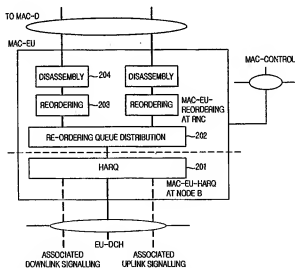 TO MAC-D
MAC-EU
DISASSEMBLY
204
DISASSEMBLY
MAC-CONTROL
REORDERING
203
REORDERING
MAC-EU-
REORDERING
AT RNC
RE-ORDERING QUEUE DISTRIBUTION
202
HARQ
201
MAC-EU-HARQ
AT NODE B
EU-DCH
ASSOCIATED
DOWNLINK SIGNALLING
ASSOCIATED
UPLINK SIGNALLING